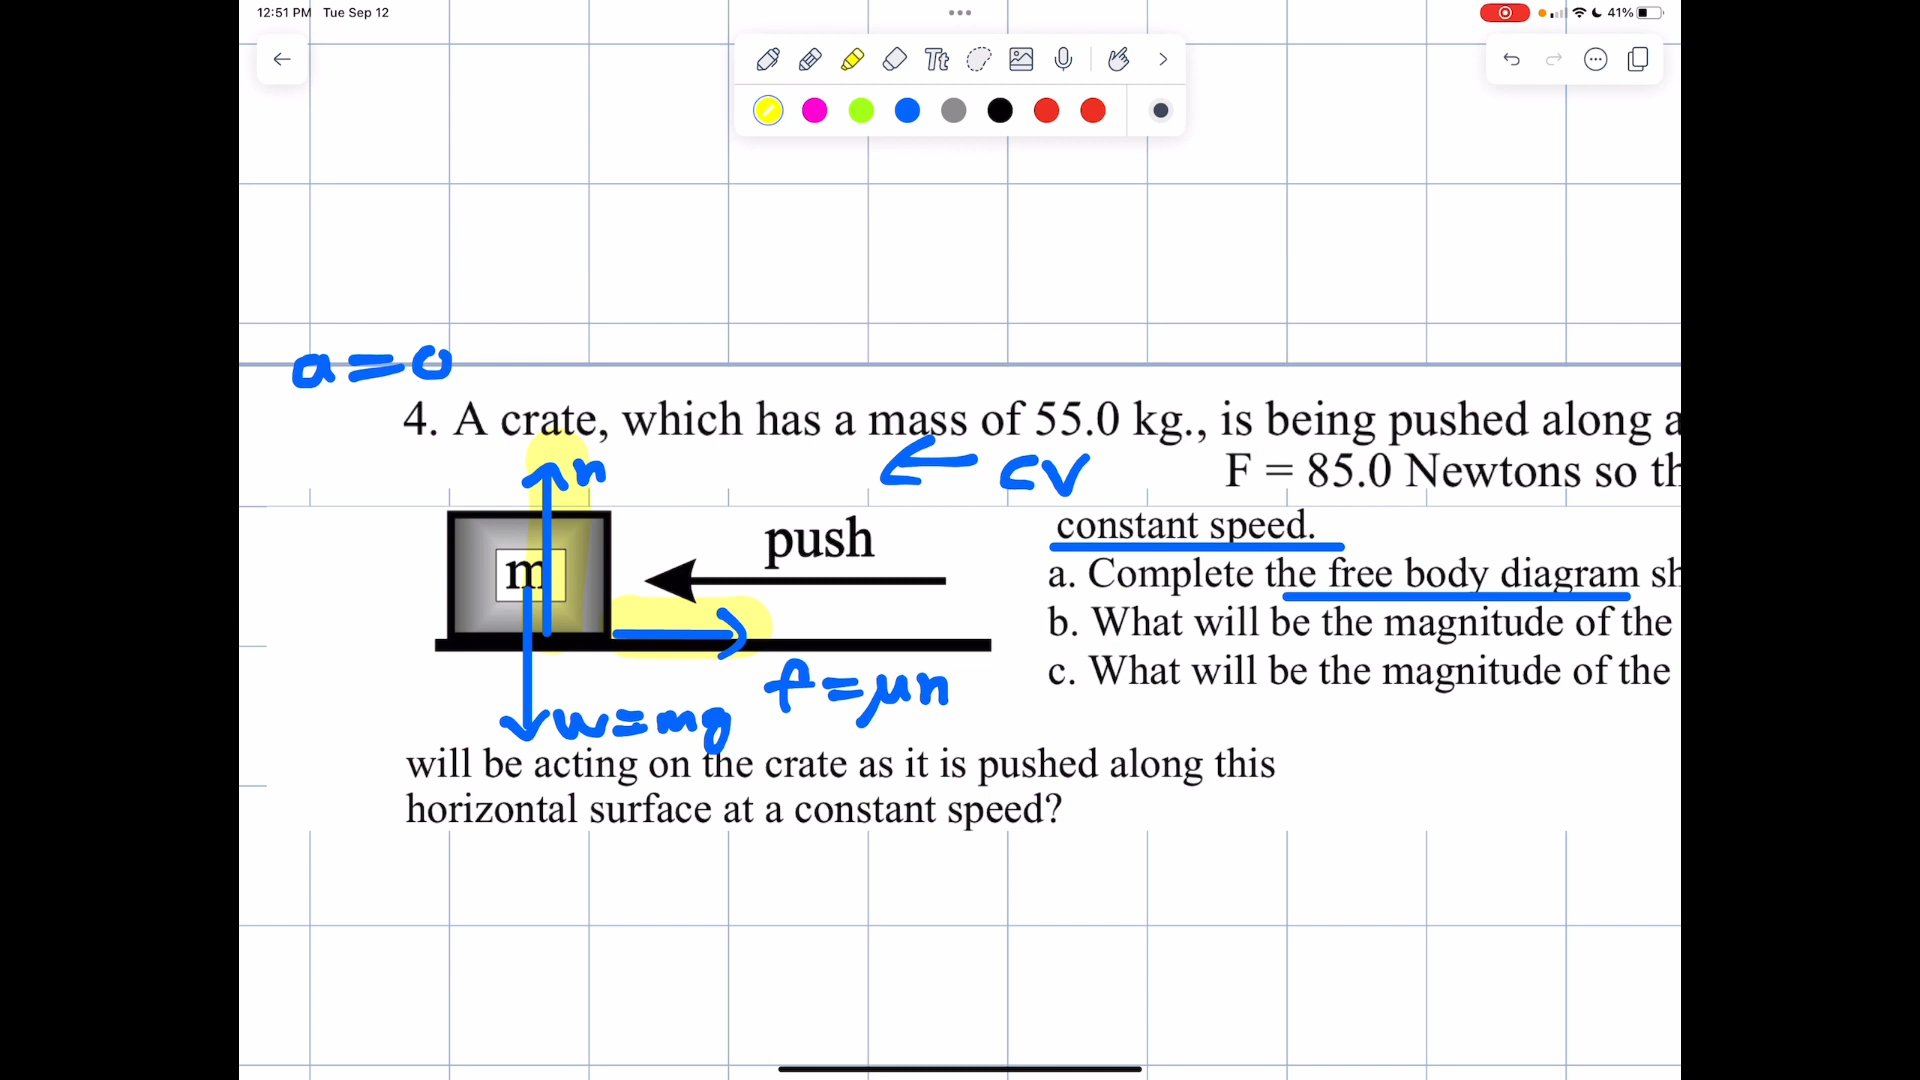 12:51 PM Tue Sep 12
41%
Tt
a=0
4. A crate, which has a mass of 55.0 kg., is being pushed along a
F = 85.0 Newtons so th
n
cv
push
m
constant speed.
a. Complete the free body diagram sh
b. What will be the magnitude of the
c. What will be the magnitude of the
f=μn
w=mg
will be acting on the crate as it is pushed along this
horizontal surface at a constant speed?